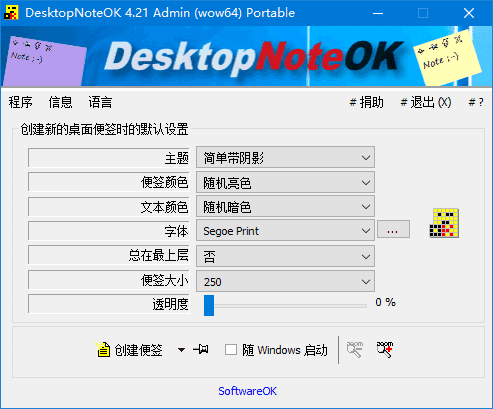 DesktopNoteOK 4.21 Admin (wow64) Portable
Note ;-)
DesktopNoteOK
Note ;-)
程序 信息 语言 # 捐助 # 退出 (X) # ?
创建新的桌面便签时的默认设置
主题 简单带阴影
便签颜色 随机亮色
文本颜色 随机暗色
字体 Segoe Print ...
总在最上层 否
便签大小 250
透明度 0 %
创建便签 随 Windows 启动 zoom zoom
SoftwareOK